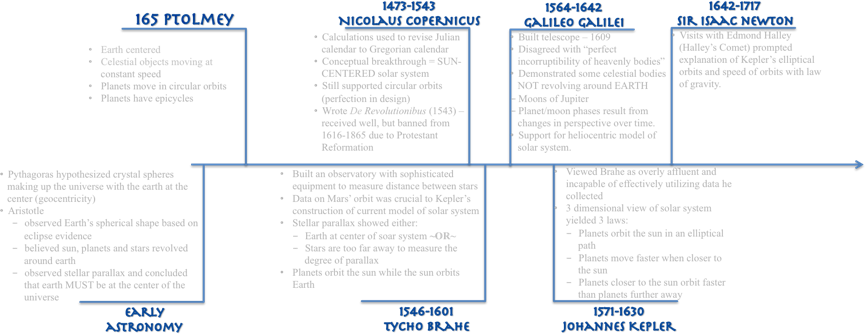 165 PTOLMEY
• Earth centered
• Celestial objects moving at
constant speed
• Planets move in circular orbits
• Planets have epicycles
1473-1543
NICOLAUS COPERNICUS
• Calculations used to revise Julian
calendar to Gregorian calendar
• Conceptual breakthrough = SUN-
CENTERED solar system
• Still supported circular orbits
(perfection in design)
• Wrote De Revolutionibus (1543) –
received well, but banned from
1616-1865 due to Protestant
Reformation
1564-1642
GALILEO GALILEI
• Built telescope – 1609
• Disagreed with “perfect
incorruptibility of heavenly bodies”
• Demonstrated some celestial bodies
NOT revolving around EARTH
– Moons of Jupiter
– Planet/moon phases result from
changes in perspective over time.
• Support for heliocentric model of
solar system.
1642-1717
SIR ISAAC NEWTON
• Visits with Edmond Halley
(Halley’s Comet) prompted
explanation of Kepler’s elliptical
orbits and speed of orbits with law
of gravity.
• Pythagoras hypothesized crystal spheres
making up the universe with the earth at the
center (geocentricity)
• Aristotle
– observed Earth’s spherical shape based on
eclipse evidence
– believed sun, planets and stars revolved
around earth
– observed stellar parallax and concluded
that earth MUST be at the center of the
universe
EARLY
ASTRONOMY
• Built an observatory with sophisticated
equipment to measure distance between stars
• Data on Mars’ orbit was crucial to Kepler’s
construction of current model of solar system
• Stellar parallax showed either:
– Earth at center of soar system ~OR~
– Stars are too far away to measure the
degree of parallax
• Planets orbit the sun while the sun orbits
Earth
1546-1601
TYCHO BRAHE
• Viewed Brahe as overly affluent and
incapable of effectively utilizing data he
collected
• 3 dimensional view of solar system
yielded 3 laws:
– Planets orbit the sun in an elliptical
path
– Planets move faster when closer to
the sun
– Planets closer to the sun orbit faster
than planets further away
1571-1630
JOHANNES KEPLER